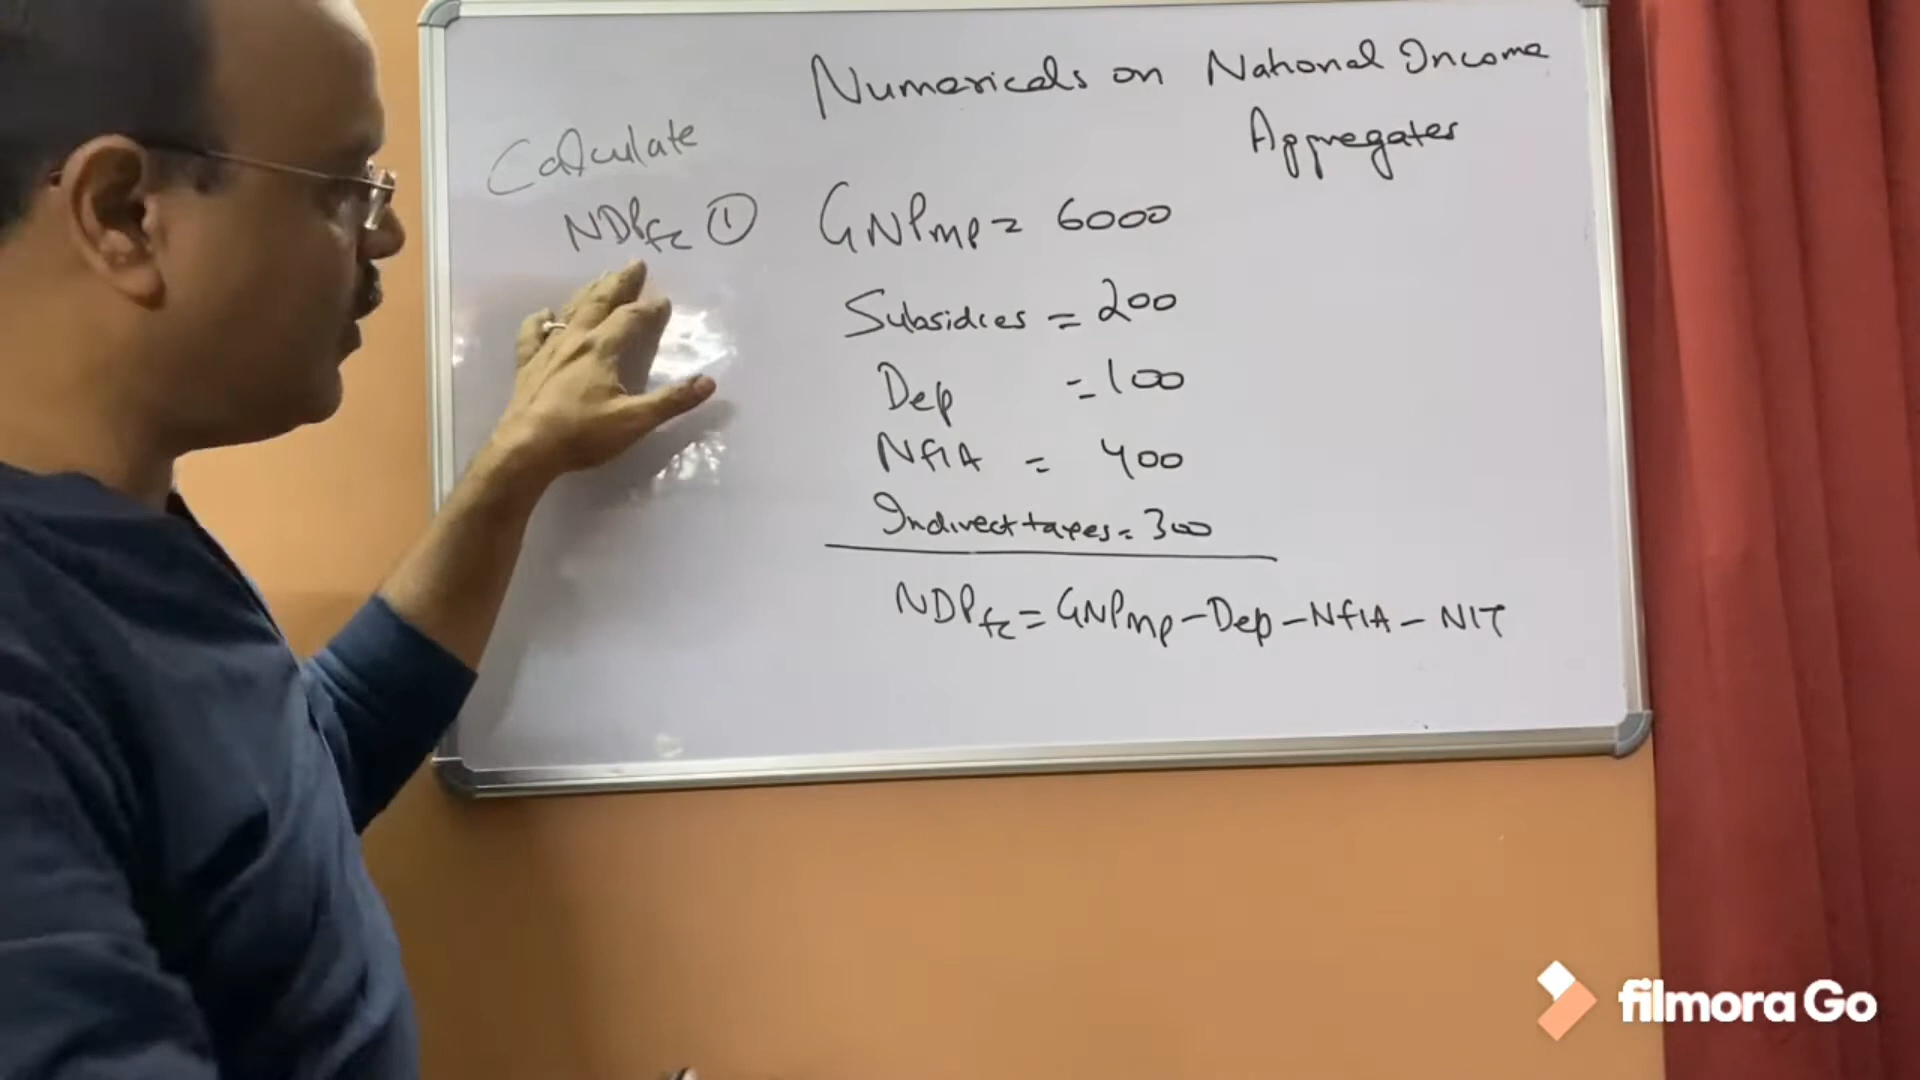 Numericals on National Income
Aggregates
Calculate
NDPfc ① GNPmp = 6000
Subsidies = 200
Dep = 100
NFIA = 400
Indirect taxes = 300
NDPfc = GNPmp - Dep - NFIA - NIT
filmora Go